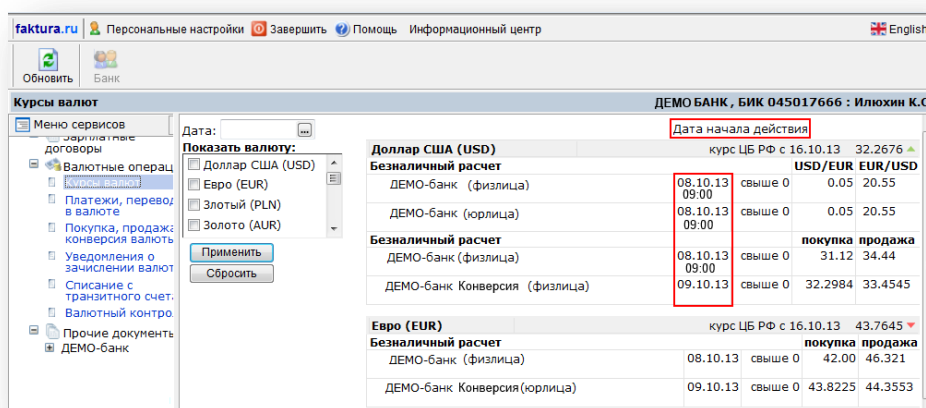 faktura.ru Персональные настройки Завершить Помощь Информационный центр English
Обновить Банк
Курсы валют ДЕМО БАНК , БИК 045017666 : Илюхин К.С
Меню сервисов
Зарплатные
договоры
Валютные операц
Курсы валют
Платежи, перевод
в валюте
Покупка, продажа
конверсия валюты
Уведомления о
зачислении валют
Списание с
транзитного счет
Валютный контро
Прочие документы
ДЕМО-банк
Дата: ...
Показать валюту:
Доллар США (USD)
Евро (EUR)
Злотый (PLN)
Золото (AUR)
Применить
Сбросить
Дата начала действия
Доллар США (USD) курс ЦБ РФ с 16.10.13 32.2676
Безналичный расчет USD/EUR EUR/USD
ДЕМО-банк (физлица) 08.10.13 свыше 0 0.05 20.55
09:00
ДЕМО-банк (юрлица) 08.10.13 свыше 0 0.05 20.55
09:00
Безналичный расчет покупка продажа
ДЕМО-банк (физлица) 08.10.13 свыше 0 31.12 34.44
09:00
ДЕМО-банк Конверсия (физлица) 09.10.13 свыше 0 32.2984 33.4545
Евро (EUR) курс ЦБ РФ с 16.10.13 43.7645
Безналичный расчет покупка продажа
ДЕМО-банк (физлица) 08.10.13 свыше 0 42.00 46.321
ДЕМО-банк Конверсия(юрлица) 09.10.13 свыше 0 43.8225 44.3553